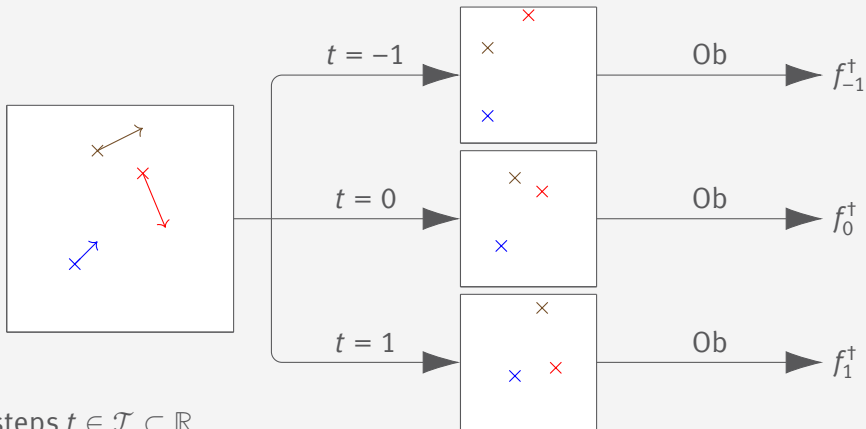 t = −1 Ob f†₋₁
t = 0 Ob f†₀
t = 1 Ob f†₁
steps t ∈ 𝒯 ⊂ ℝ